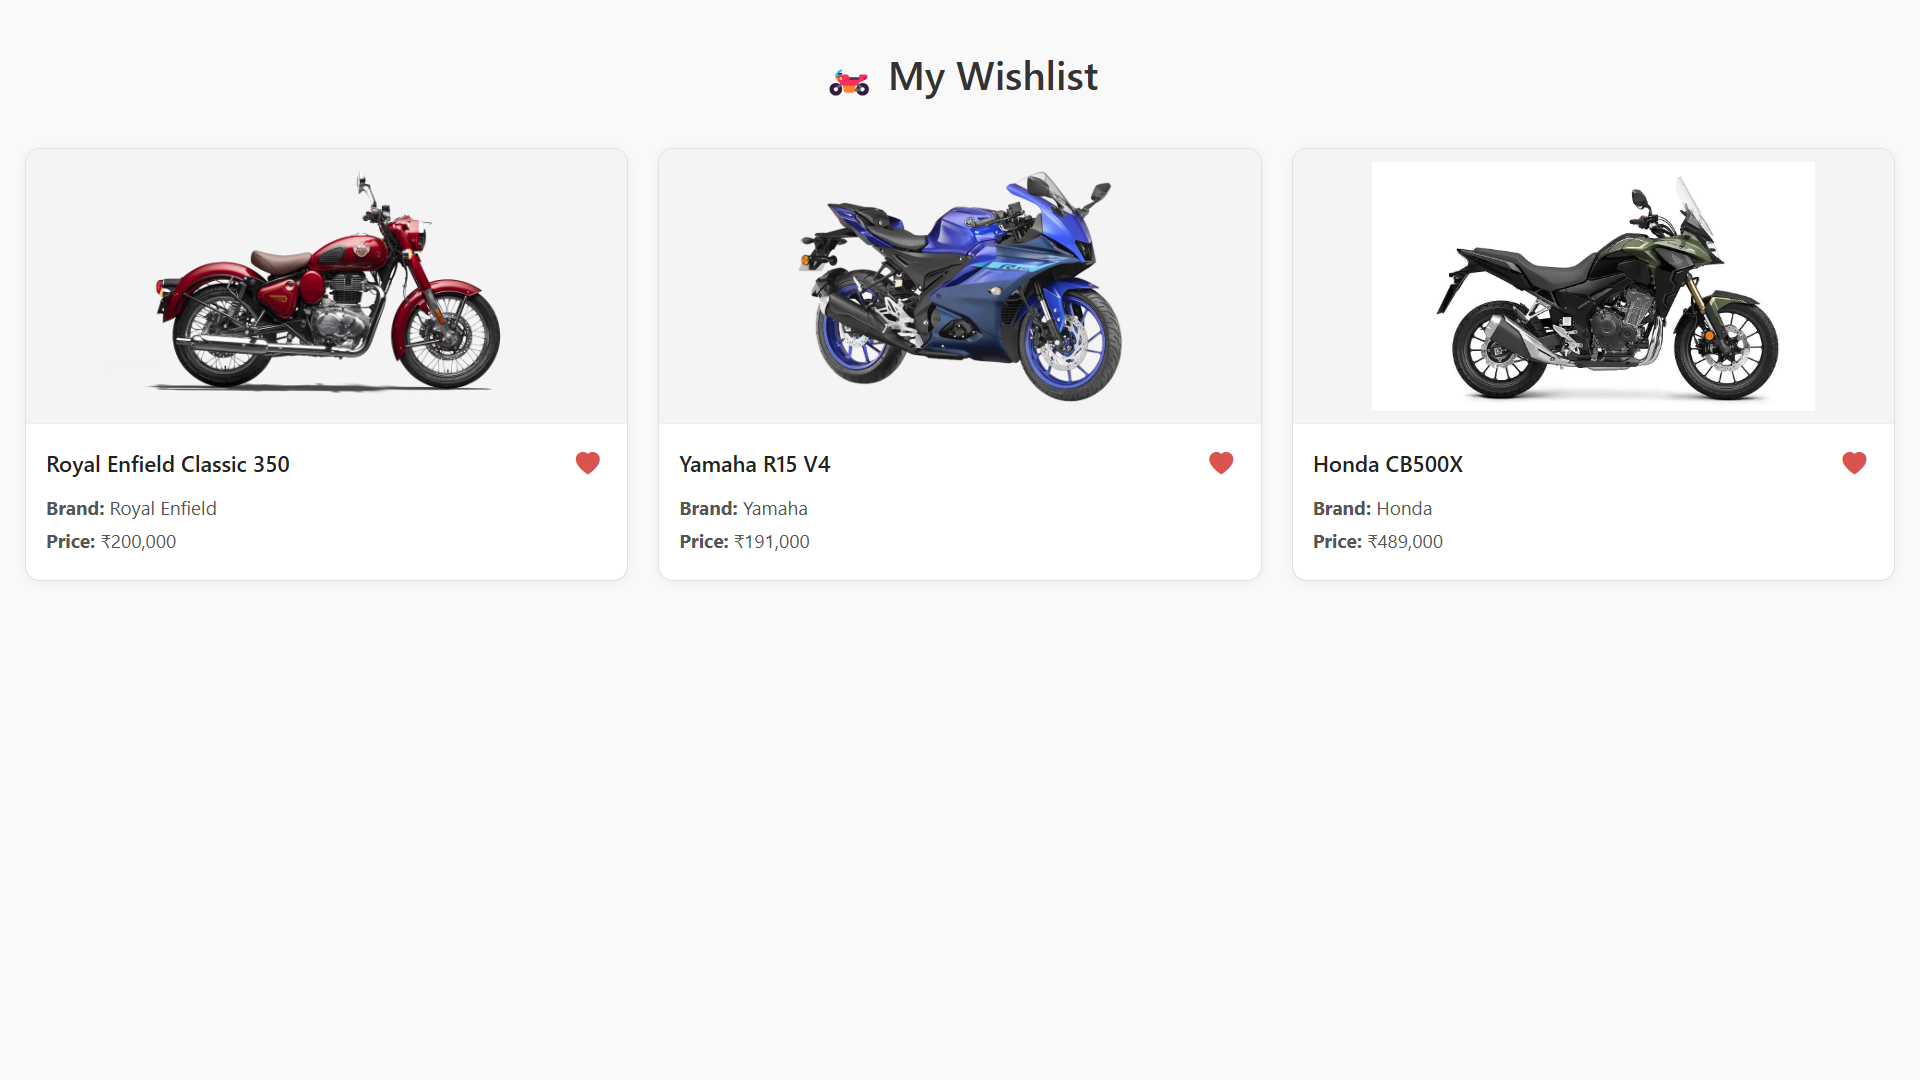 My Wishlist
Royal Enfield Classic 350
Brand: Royal Enfield
Price: ₹200,000
Yamaha R15 V4
Brand: Yamaha
Price: ₹191,000
Honda CB500X
Brand: Honda
Price: ₹489,000